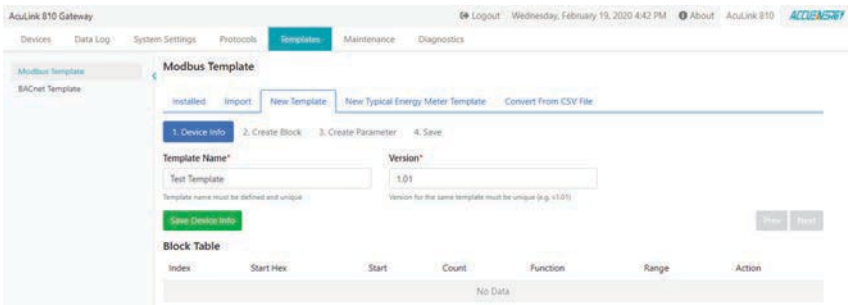 AcuLink 810 Gateway
Logout Wednesday, February 19, 2020 4:42 PM About AcuLink 810 ACCUENERGY
Devices Data Log System Settings Protocols Templates Maintenance Diagnostics
Modbus Template
BACnet Template
Modbus Template
Installed Import New Template New Typical Energy Meter Template Convert From CSV File
1. Device Info 2. Create Block 3. Create Parameter 4. Save
Template Name* Version*
Test Template 1.01
Template name must be defined and unique Version for the same template must be unique (e.g. v1.01)
Save Device Info Prev Next
Block Table
Index Start Hex Start Count Function Range Action
No Data